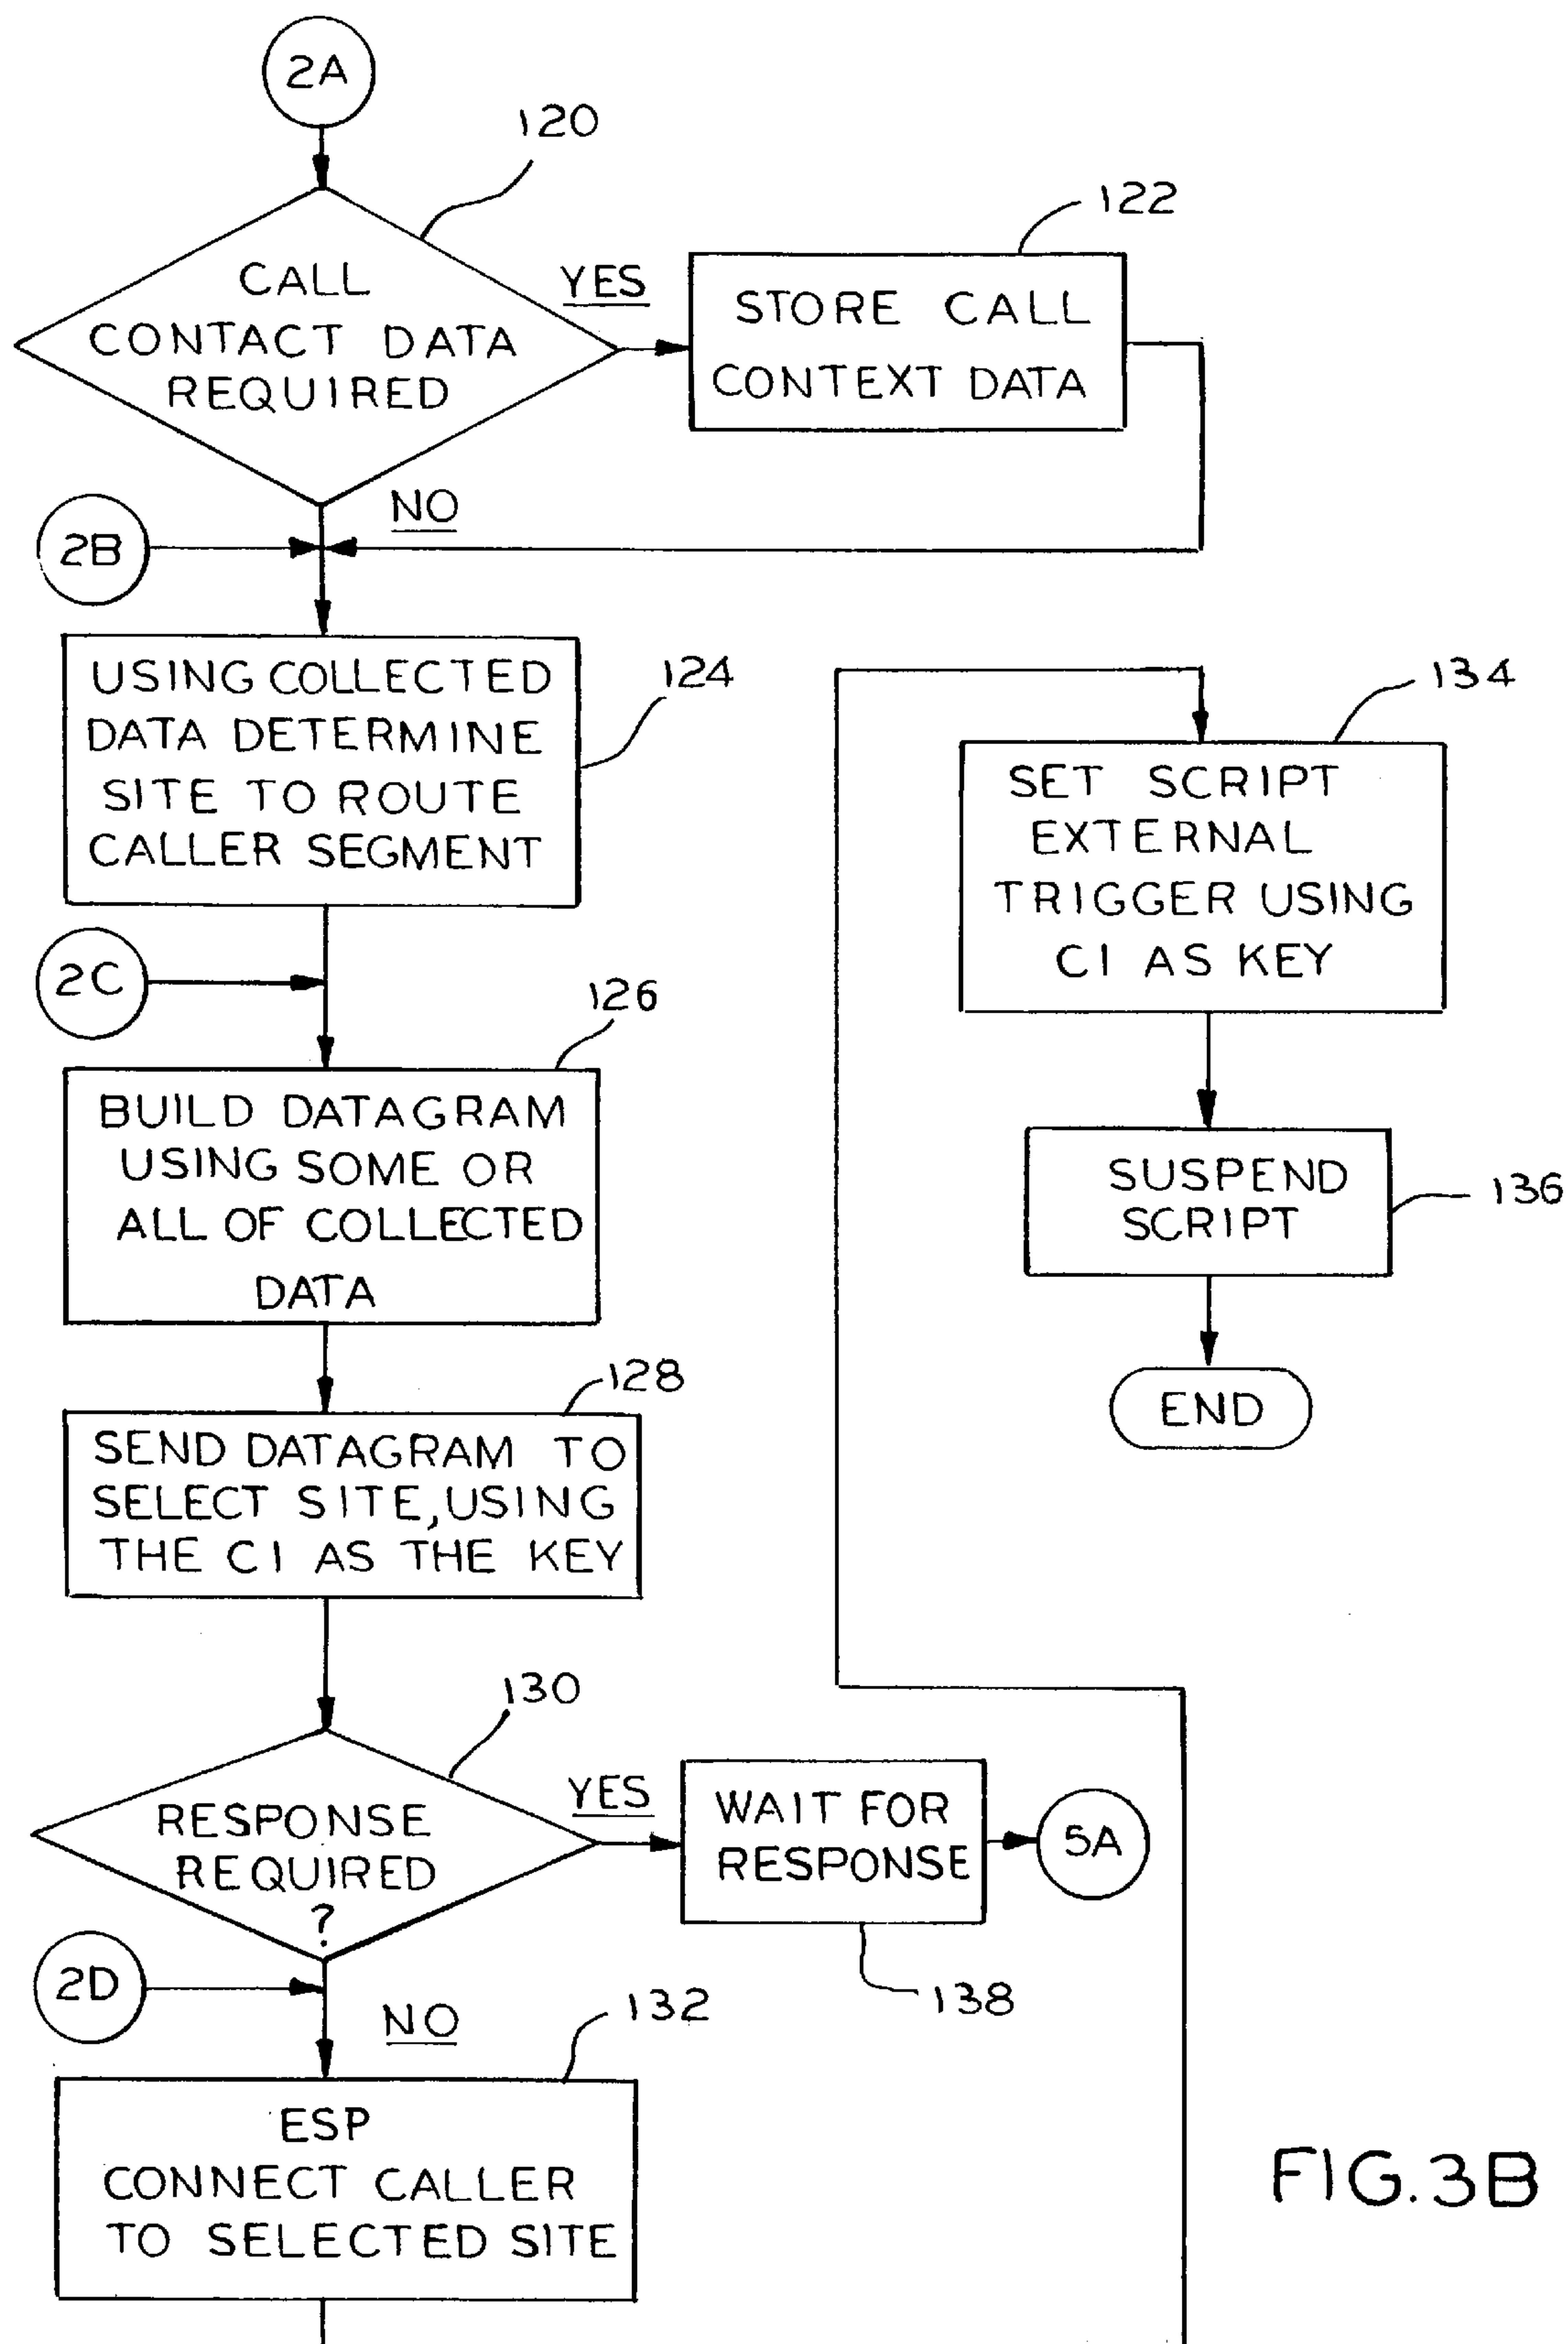 2A
120
CALL
CONTACT DATA
REQUIRED
YES
122
STORE CALL
CONTEXT DATA
NO
2B
USING COLLECTED
DATA DETERMINE
SITE TO ROUTE
CALLER SEGMENT
124
2C
126
BUILD DATAGRAM
USING SOME OR
ALL OF COLLECTED
DATA
128
SEND DATAGRAM TO
SELECT SITE, USING
THE CI AS THE KEY
130
RESPONSE
REQUIRED
?
YES
WAIT FOR
RESPONSE
138
5A
2D
NO
132
ESP
CONNECT CALLER
TO SELECTED SITE
134
SET SCRIPT
EXTERNAL
TRIGGER USING
CI AS KEY
SUSPEND
SCRIPT
136
END
FIG. 3B